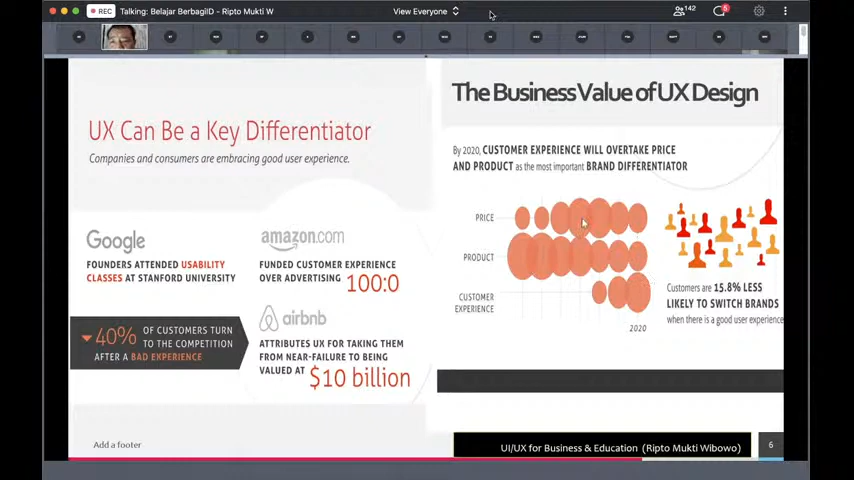 REC
Talking: Belajar BerbagiID - Ripto Mukti W
View Everyone
142
UX Can Be a Key Differentiator
Companies and consumers are embracing good user experience.
Google
FOUNDERS ATTENDED USABILITY
CLASSES AT STANFORD UNIVERSITY
amazon.com
FUNDED CUSTOMER EXPERIENCE
OVER ADVERTISING 100:0
40% OF CUSTOMERS TURN
TO THE COMPETITION
AFTER A BAD EXPERIENCE
airbnb
ATTRIBUTES UX FOR TAKING THEM
FROM NEAR-FAILURE TO BEING
VALUED AT $10 billion
Add a footer
The Business Value of UX Design
By 2020, CUSTOMER EXPERIENCE WILL OVERTAKE PRICE
AND PRODUCT as the most important BRAND DIFFERENTIATOR
PRICE
PRODUCT
CUSTOMER
EXPERIENCE
2020
Customers are 15.8% LESS
LIKELY TO SWITCH BRANDS
when there is a good user experience
UI/UX for Business & Education (Ripto Mukti Wibowo)
6